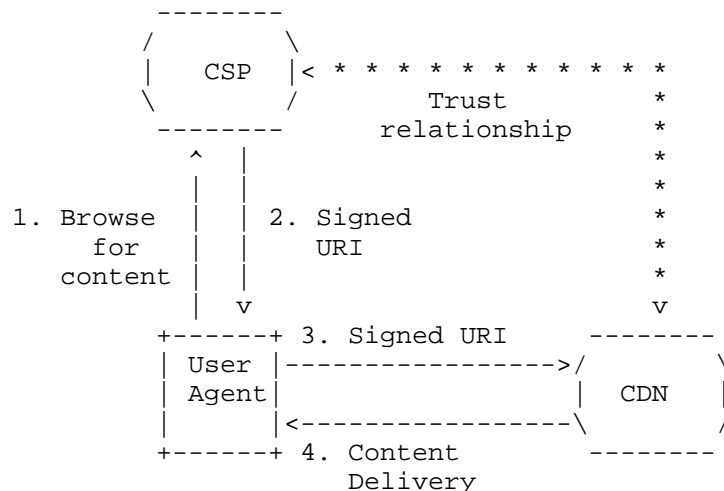 CSP
Trust
relationship
1. Browse
for
content
2. Signed
URI
3. Signed URI
User
Agent
CDN
4. Content
Delivery